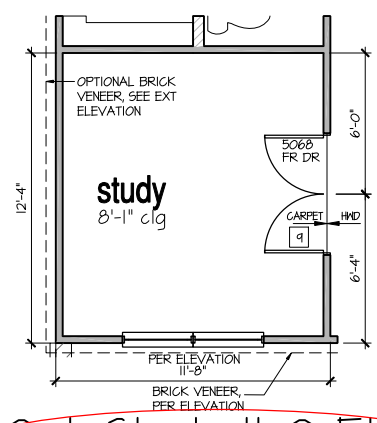 OPTIONAL BRICK
VENEER, SEE EXT
ELEVATION
6'-0"
5068
FR DR
12'-4"
study
8'-1" clg
CARPET
HWD
9
6'-4"
PER ELEVATION
11'-8"
BRICK VENEER,
PER ELEVATION